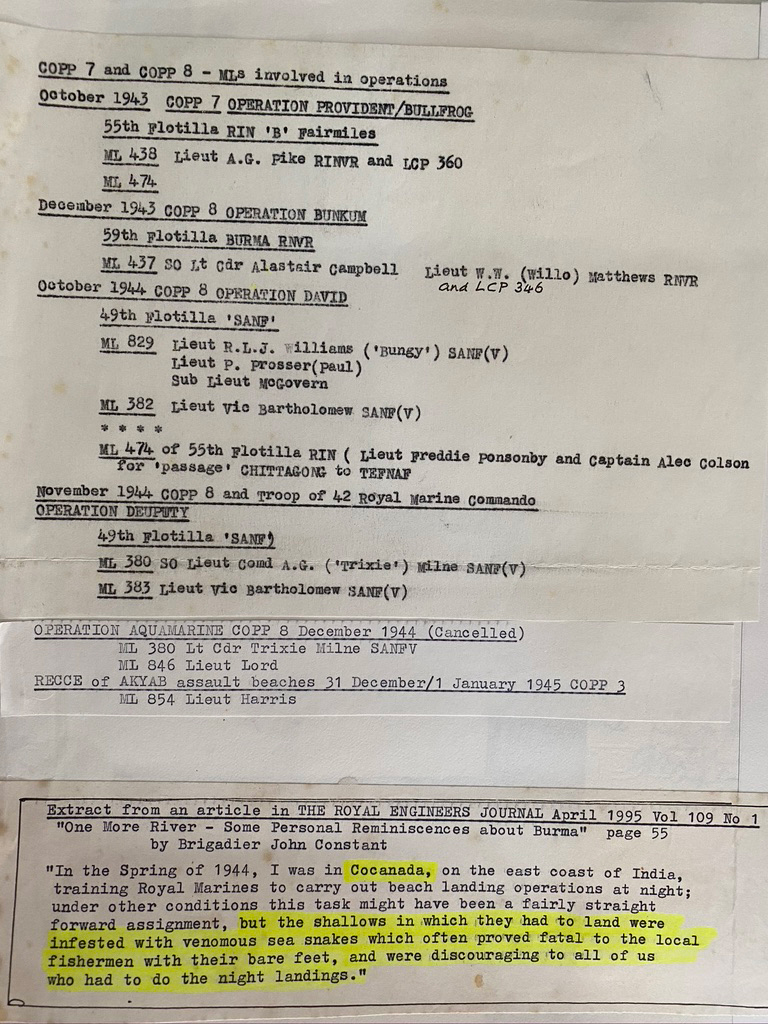 COPP 7 and COPP 8 - MLs involved in operations
October 1943 COPP 7 OPERATION PROVIDENT/BULLFROG
55th Flotilla RIN 'B' Fairmiles
ML 438 Lieut A.G. Pike RINVR and LCP 360
ML 474
December 1943 COPP 8 OPERATION BUNKUM
59th Flotilla BURMA RNVR
ML 437 SO Lt Cdr Alastair Campbell Lieut W.W. (Willo) Matthews RNVR
and LCP 346
October 1944 COPP 8 OPERATION DAVID
49th Flotilla 'SANF'
ML 829 Lieut R.L.J. Williams ('Bungy') SANF(V)
Lieut P. Prosser(Paul)
Sub Lieut McGovern
ML 382 Lieut Vic Bartholomew SANF(V)
* * * *
ML 474 of 55th Flotilla RIN ( Lieut Freddie Ponsonby and Captain Alec Colson
for 'passage' CHITTAGONG to TEFNAF
November 1944 COPP 8 and Troop of 42 Royal Marine Commando
OPERATION DEUPUTY
49th Flotilla 'SANF)
ML 380 SO Lieut Comd A.G. ('Trixie') Milne SANF(V)
ML 383 Lieut Vic Bartholomew SANF(V)
OPERATION AQUAMARINE COPP 8 December 1944 (Cancelled)
ML 380 Lt Cdr Trixie Milne SANFV
ML 846 Lieut Lord
RECCE of AKYAB assault beaches 31 December/1 January 1945 COPP 3
ML 854 Lieut Harris
Extract from an article in THE ROYAL ENGINEERS JOURNAL April 1995 Vol 109 No 1
"One More River - Some Personal Reminiscences about Burma" page 55
by Brigadier John Constant
"In the Spring of 1944, I was in Cocanada, on the east coast of India,
training Royal Marines to carry out beach landing operations at night;
under other conditions this task might have been a fairly straight
forward assignment, but the shallows in which they had to land were
infested with venomous sea snakes which often proved fatal to the local
fishermen with their bare feet, and were discouraging to all of us
who had to do the night landings."